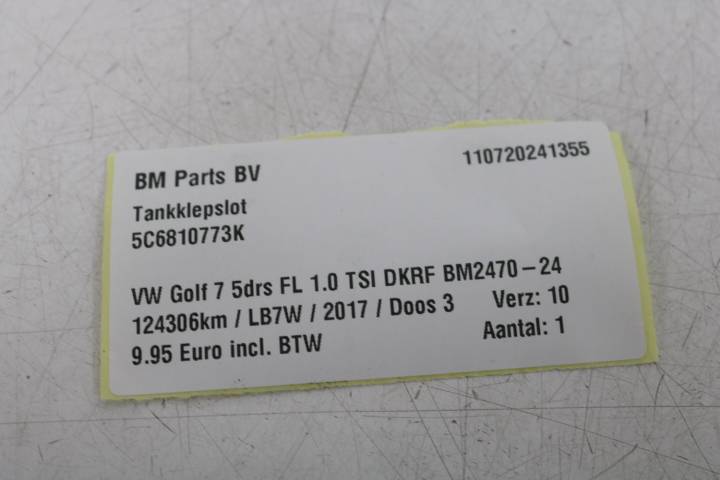 BM Parts BV 110720241355
Tankklepslot
5C6810773K
VW Golf 7 5drs FL 1.0 TSI DKRF BM2470-24
124306km / LB7W / 2017 / Doos 3 Verz: 10
9.95 Euro incl. BTW Aantal: 1